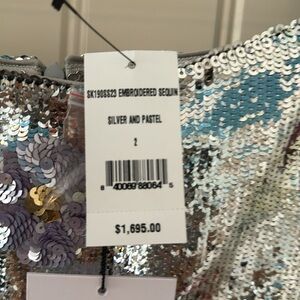 SK190SS23 EMBROIDERED SEQUIN
SILVER AND PASTEL
2
8 40069 88064 5
$1,695.00